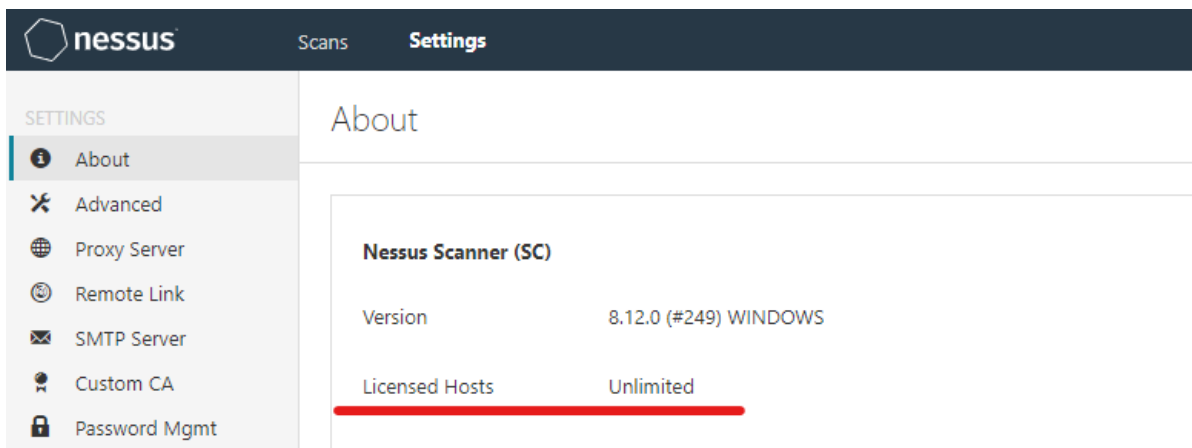 nessus Scans Settings
SETTINGS
About
Advanced
Proxy Server
Remote Link
SMTP Server
Custom CA
Password Mgmt
About
Nessus Scanner (SC)
Version 8.12.0 (#249) WINDOWS
Licensed Hosts Unlimited